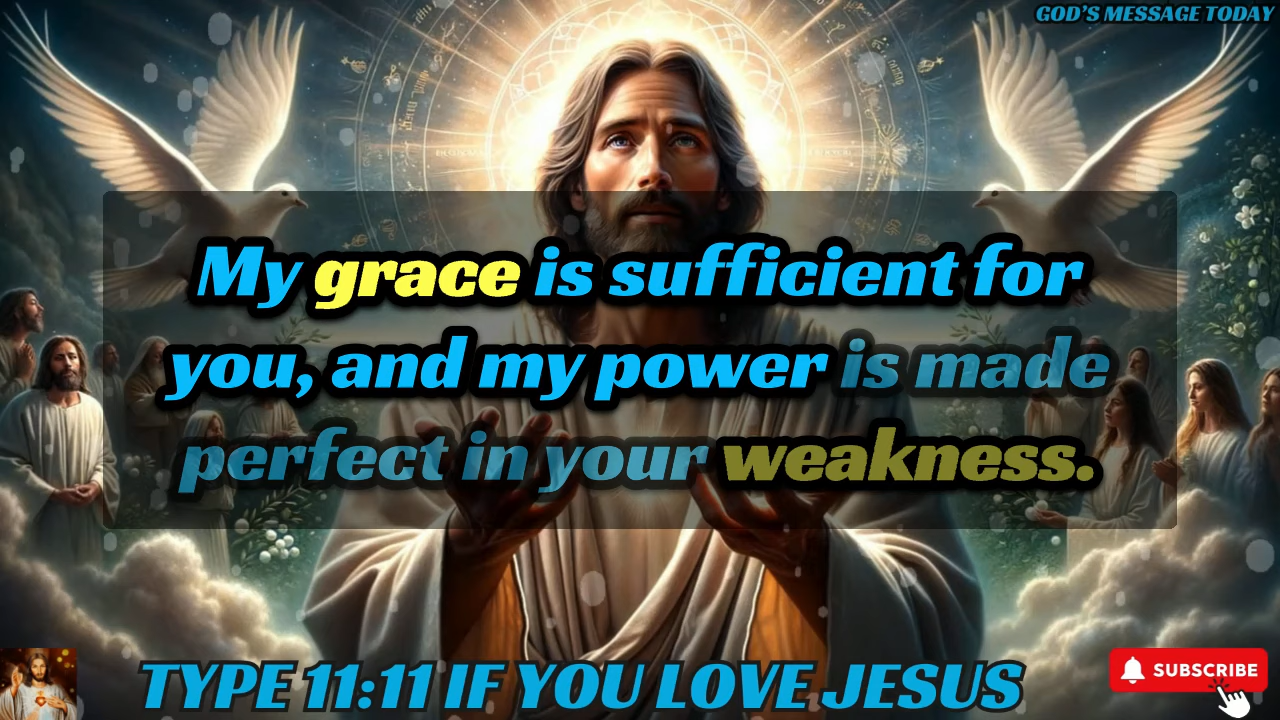 GOD'S MESSAGE TODAY
My grace is sufficient for
you, and my power is made
perfect in your weakness.
TYPE 11:11 IF YOU LOVE JESUS
SUBSCRIBE